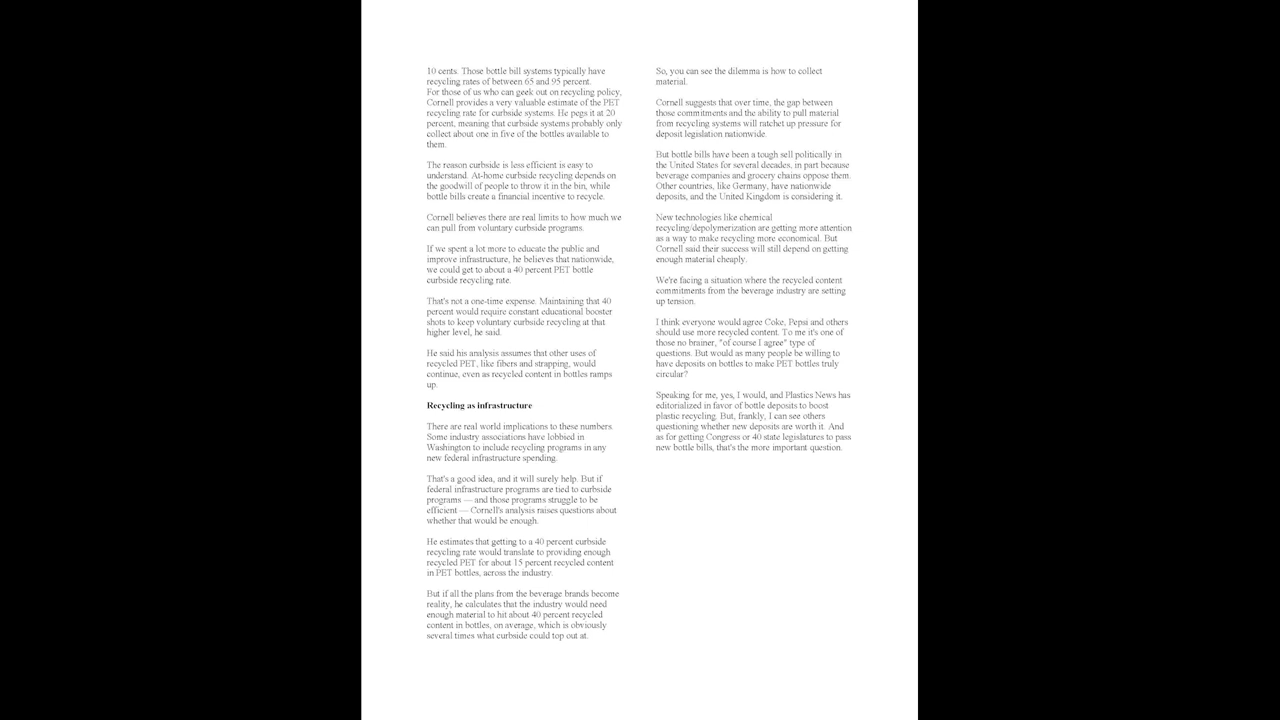 10 cents. Those bottle bill systems typically have
recycling rates of between 65 and 95 percent.
For those of us who can geek out on recycling policy,
Cornell provides a very valuable estimate of the PET
recycling rate for curbside systems. He pegs it at 20
percent, meaning that curbside systems probably only
collect about one in five of the bottles available to
them.
The reason curbside is less efficient is easy to
understand. At-home curbside recycling depends on
the goodwill of people to throw it in the bin, while
bottle bills create a financial incentive to recycle.
Cornell believes there are real limits to how much we
can pull from voluntary curbside programs.
If we spent a lot more to educate the public and
improve infrastructure, he believes that nationwide,
we could get to about a 40 percent PET bottle
curbside recycling rate.
That's not a one-time expense. Maintaining that 40
percent would require constant educational booster
shots to keep voluntary curbside recycling at that
higher level, he said.
He said his analysis assumes that other uses of
recycled PET, like fibers and strapping, would
continue, even as recycled content in bottles ramps
up.
Recycling as infrastructure
There are real world implications to these numbers.
Some industry associations have lobbied in
Washington to include recycling programs in any
new federal infrastructure spending.
That's a good idea, and it will surely help. But if
federal infrastructure programs are tied to curbside
programs — and those programs struggle to be
efficient — Cornell's analysis raises questions about
whether that would be enough.
He estimates that getting to a 40 percent curbside
recycling rate would translate to providing enough
recycled PET for about 15 percent recycled content
in PET bottles, across the industry.
But if all the plans from the beverage brands become
reality, he calculates that the industry would need
enough material to hit about 40 percent recycled
content in bottles, on average, which is obviously
several times what curbside could top out at.
So, you can see the dilemma is how to collect
material.
Cornell suggests that over time, the gap between
those commitments and the ability to pull material
from recycling systems will ratchet up pressure for
deposit legislation nationwide.
But bottle bills have been a tough sell politically in
the United States for several decades, in part because
beverage companies and grocery chains oppose them.
Other countries, like Germany, have nationwide
deposits, and the United Kingdom is considering it.
New technologies like chemical
recycling/depolymerization are getting more attention
as a way to make recycling more economical. But
Cornell said their success will still depend on getting
enough material cheaply.
We're facing a situation where the recycled content
commitments from the beverage industry are setting
up tension.
I think everyone would agree Coke, Pepsi and others
should use more recycled content. To me it's one of
those no brainer, "of course I agree" type of
questions. But would as many people be willing to
have deposits on bottles to make PET bottles truly
circular?
Speaking for me, yes, I would, and Plastics News has
editorialized in favor of bottle deposits to boost
plastic recycling. But, frankly, I can see others
questioning whether new deposits are worth it. And
as for getting Congress or 40 state legislatures to pass
new bottle bills, that's the more important question.